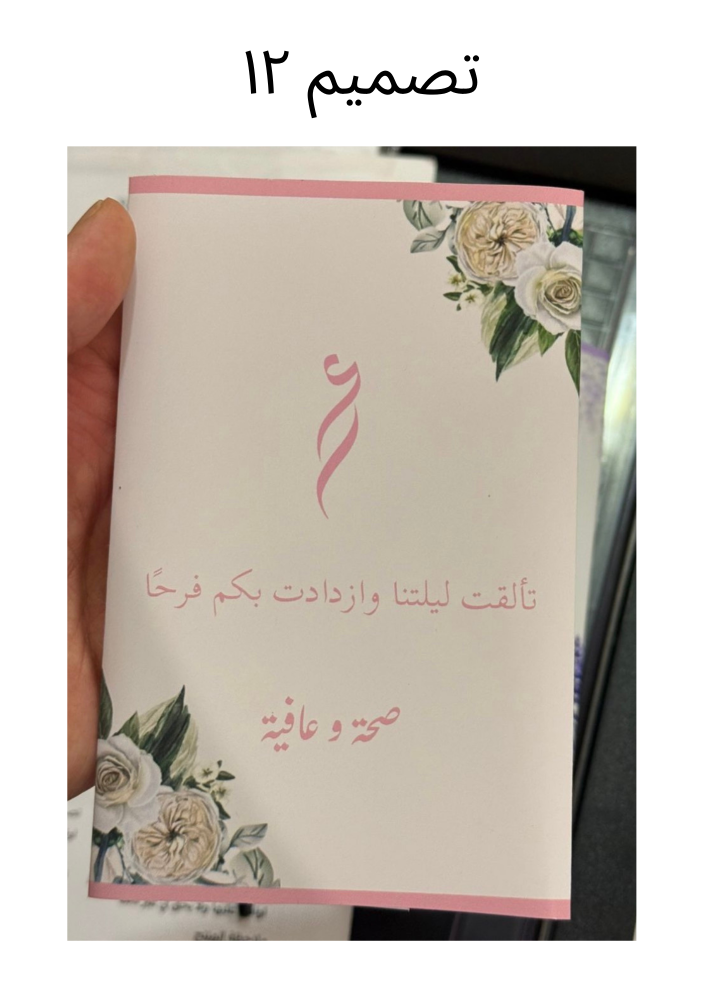 تصميم ١٢
تألقت ليلتنا وازدادت بكم فرحًا
صحة و عافية